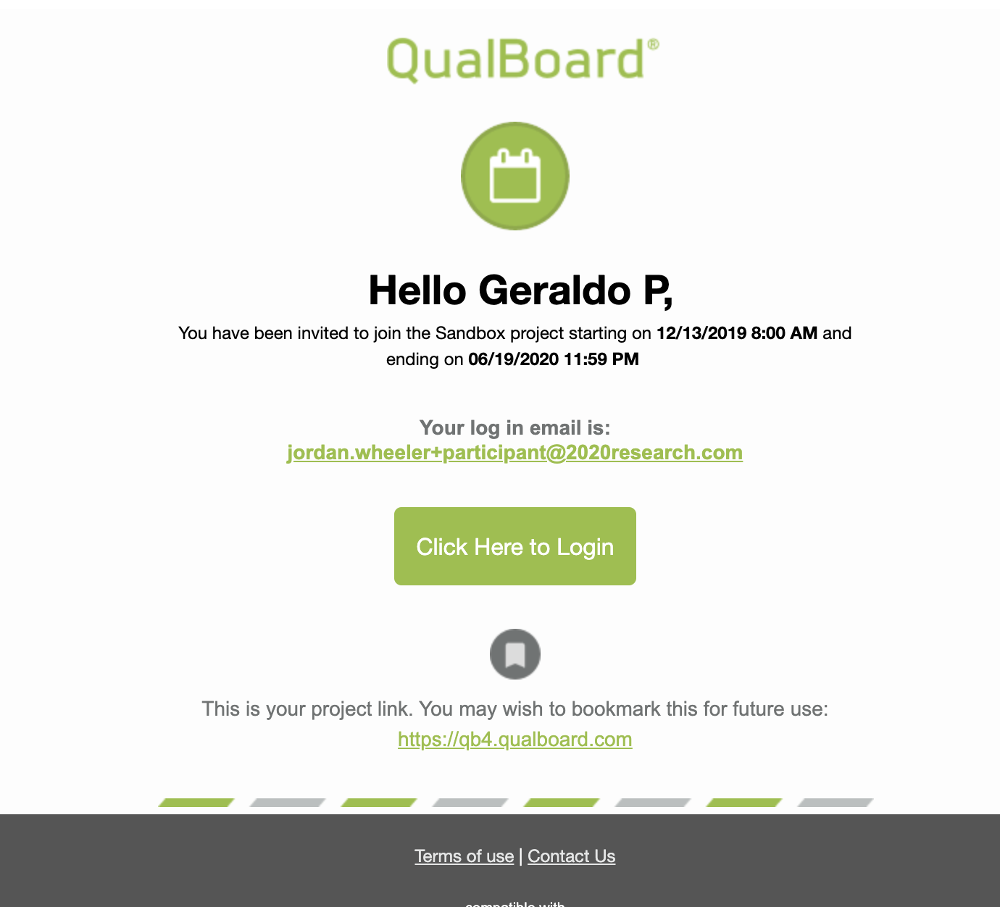 QualBoard®
Hello Geraldo P,
You have been invited to join the Sandbox project starting on 12/13/2019 8:00 AM and
ending on 06/19/2020 11:59 PM
Your log in email is:
jordan.wheeler+participant@2020research.com
Click Here to Login
This is your project link. You may wish to bookmark this for future use:
https://qb4.qualboard.com
Terms of use | Contact Us
compatible with